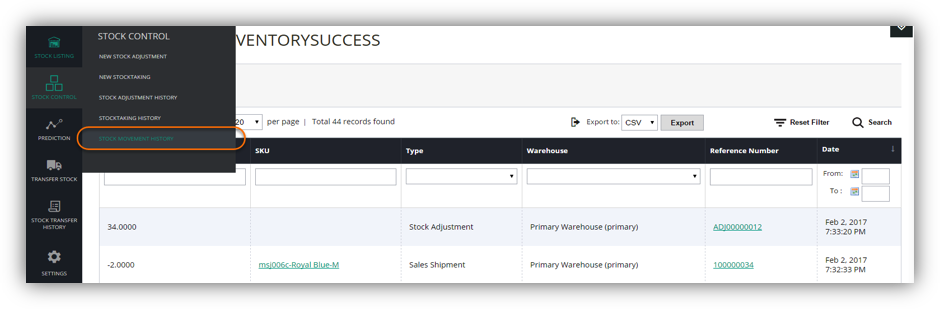 STOCK CONTROL
VENTORYSUCCESS
STOCK LISTING
NEW STOCK ADJUSTMENT
NEW STOCKTAKING
STOCK CONTROL
STOCK ADJUSTMENT HISTORY
STOCKTAKING HISTORY
20 per page | Total 44 records found Export to: CSV Export Reset Filter Search
PREDICTION
STOCK MOVEMENT HISTORY
SKU Type Warehouse Reference Number Date ↓
From:
To :
TRANSFER STOCK
STOCK TRANSFER
HISTORY
34.0000 Stock Adjustment Primary Warehouse (primary) ADJ00000012 Feb 2, 2017
7:33:20 PM
-2.0000 msj006c-Royal Blue-M Sales Shipment Primary Warehouse (primary) 100000034 Feb 2, 2017
7:32:33 PM
SETTINGS